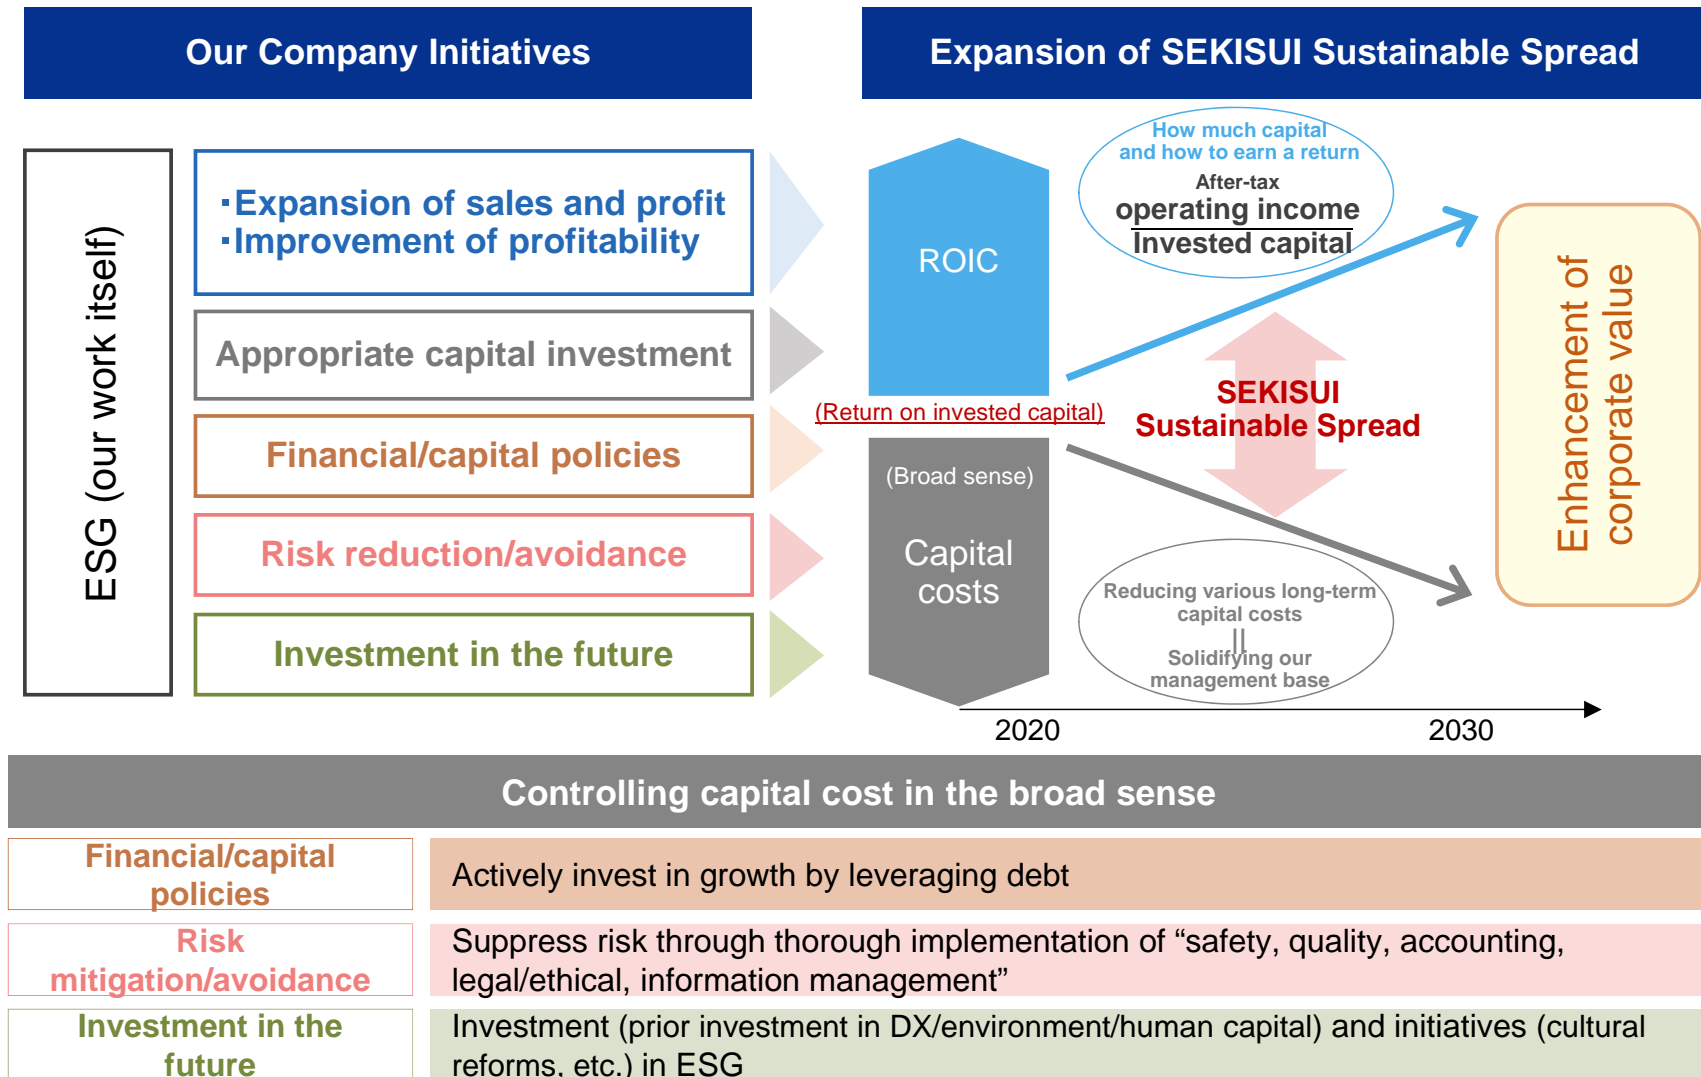 Our Company Initiatives
Expansion of SEKISUI Sustainable Spread
ESG (our work itself)
・Expansion of sales and profit
・Improvement of profitability
Appropriate capital investment
Financial/capital policies
Risk reduction/avoidance
Investment in the future
ROIC
(Return on invested capital)
(Broad sense)
Capital
costs
How much capital
and how to earn a return
After-tax
operating income
Invested capital
SEKISUI
Sustainable Spread
Reducing various long-term
capital costs
||
Solidifying our
management base
2020
2030
Enhancement of
corporate value
Controlling capital cost in the broad sense
Financial/capital
policies
Actively invest in growth by leveraging debt
Risk
mitigation/avoidance
Suppress risk through thorough implementation of “safety, quality, accounting,
legal/ethical, information management”
Investment in the
future
Investment (prior investment in DX/environment/human capital) and initiatives (cultural
reforms, etc.) in ESG